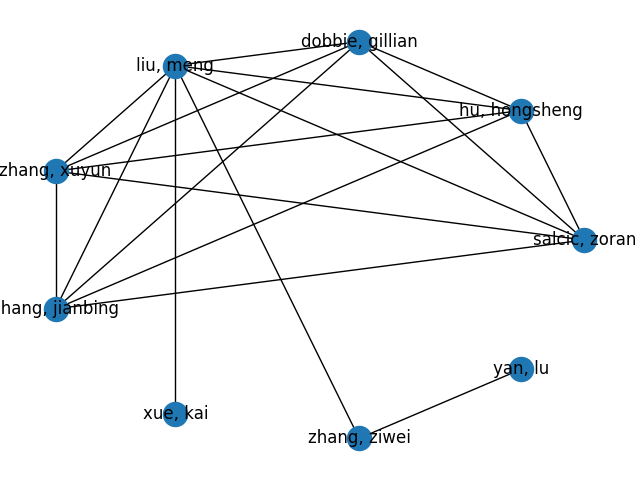 dobbie, gillian
liu, meng
hu, hongsheng
zhang, xuyun
salcic, zoran
hang, jianbing
yan, lu
xue, kai
zhang, ziwei